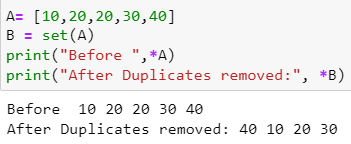 A= [10,20,20,30,40]
B = set(A)
print("Before ",*A)
print("After Duplicates removed:", *B)
Before  10 20 20 30 40
After Duplicates removed: 40 10 20 30